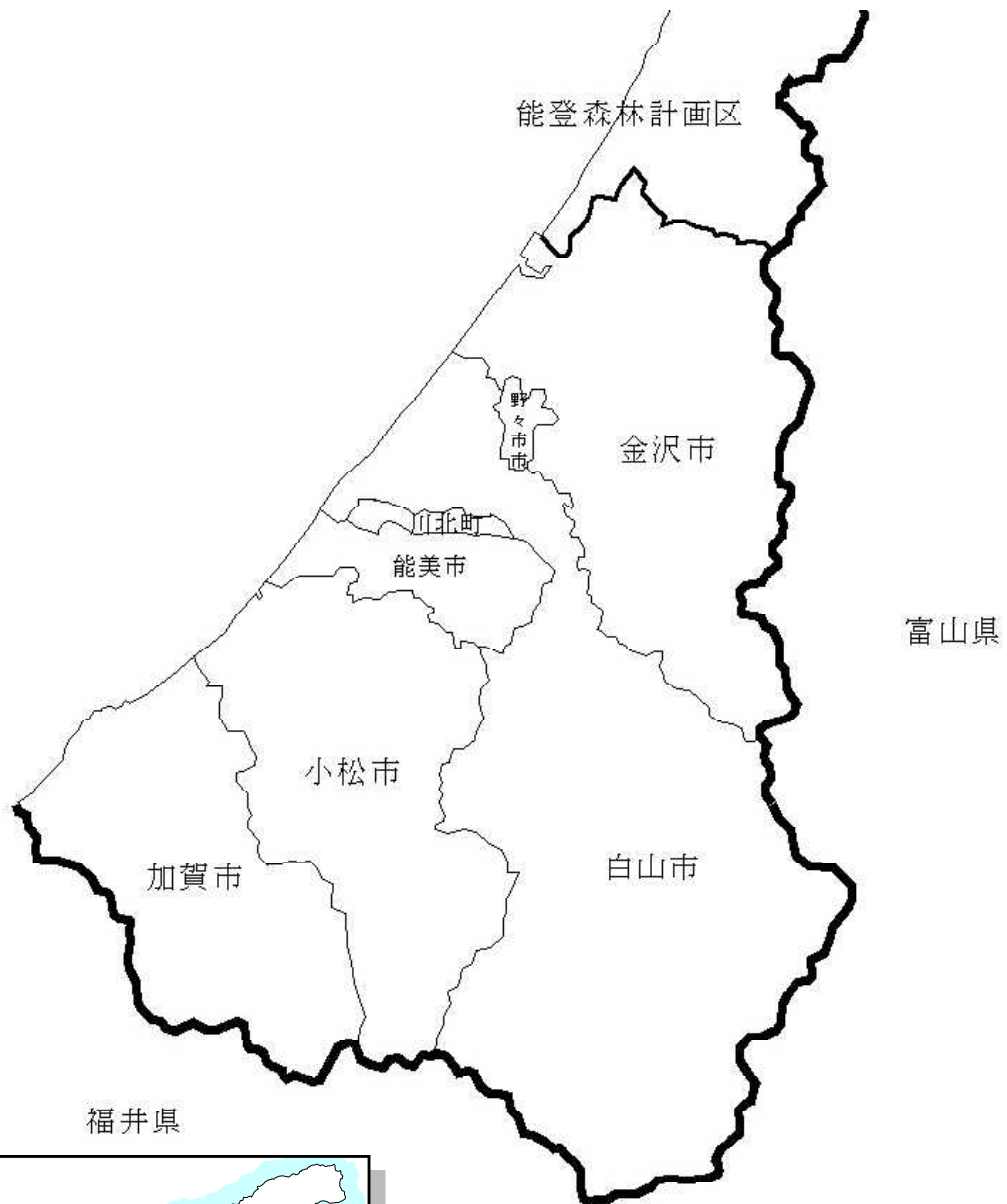 能登森林計画区
野々市市
金沢市
川北町
能美市
富山県
小松市
加賀市
白山市
福井県